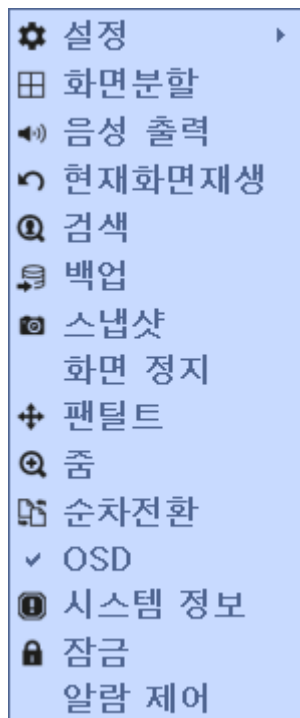 설정
화면분할
음성 출력
현재화면재생
검색
백업
스냅샷
화면 정지
팬틸트
줌
순차전환
OSD
시스템 정보
잠금
알람 제어